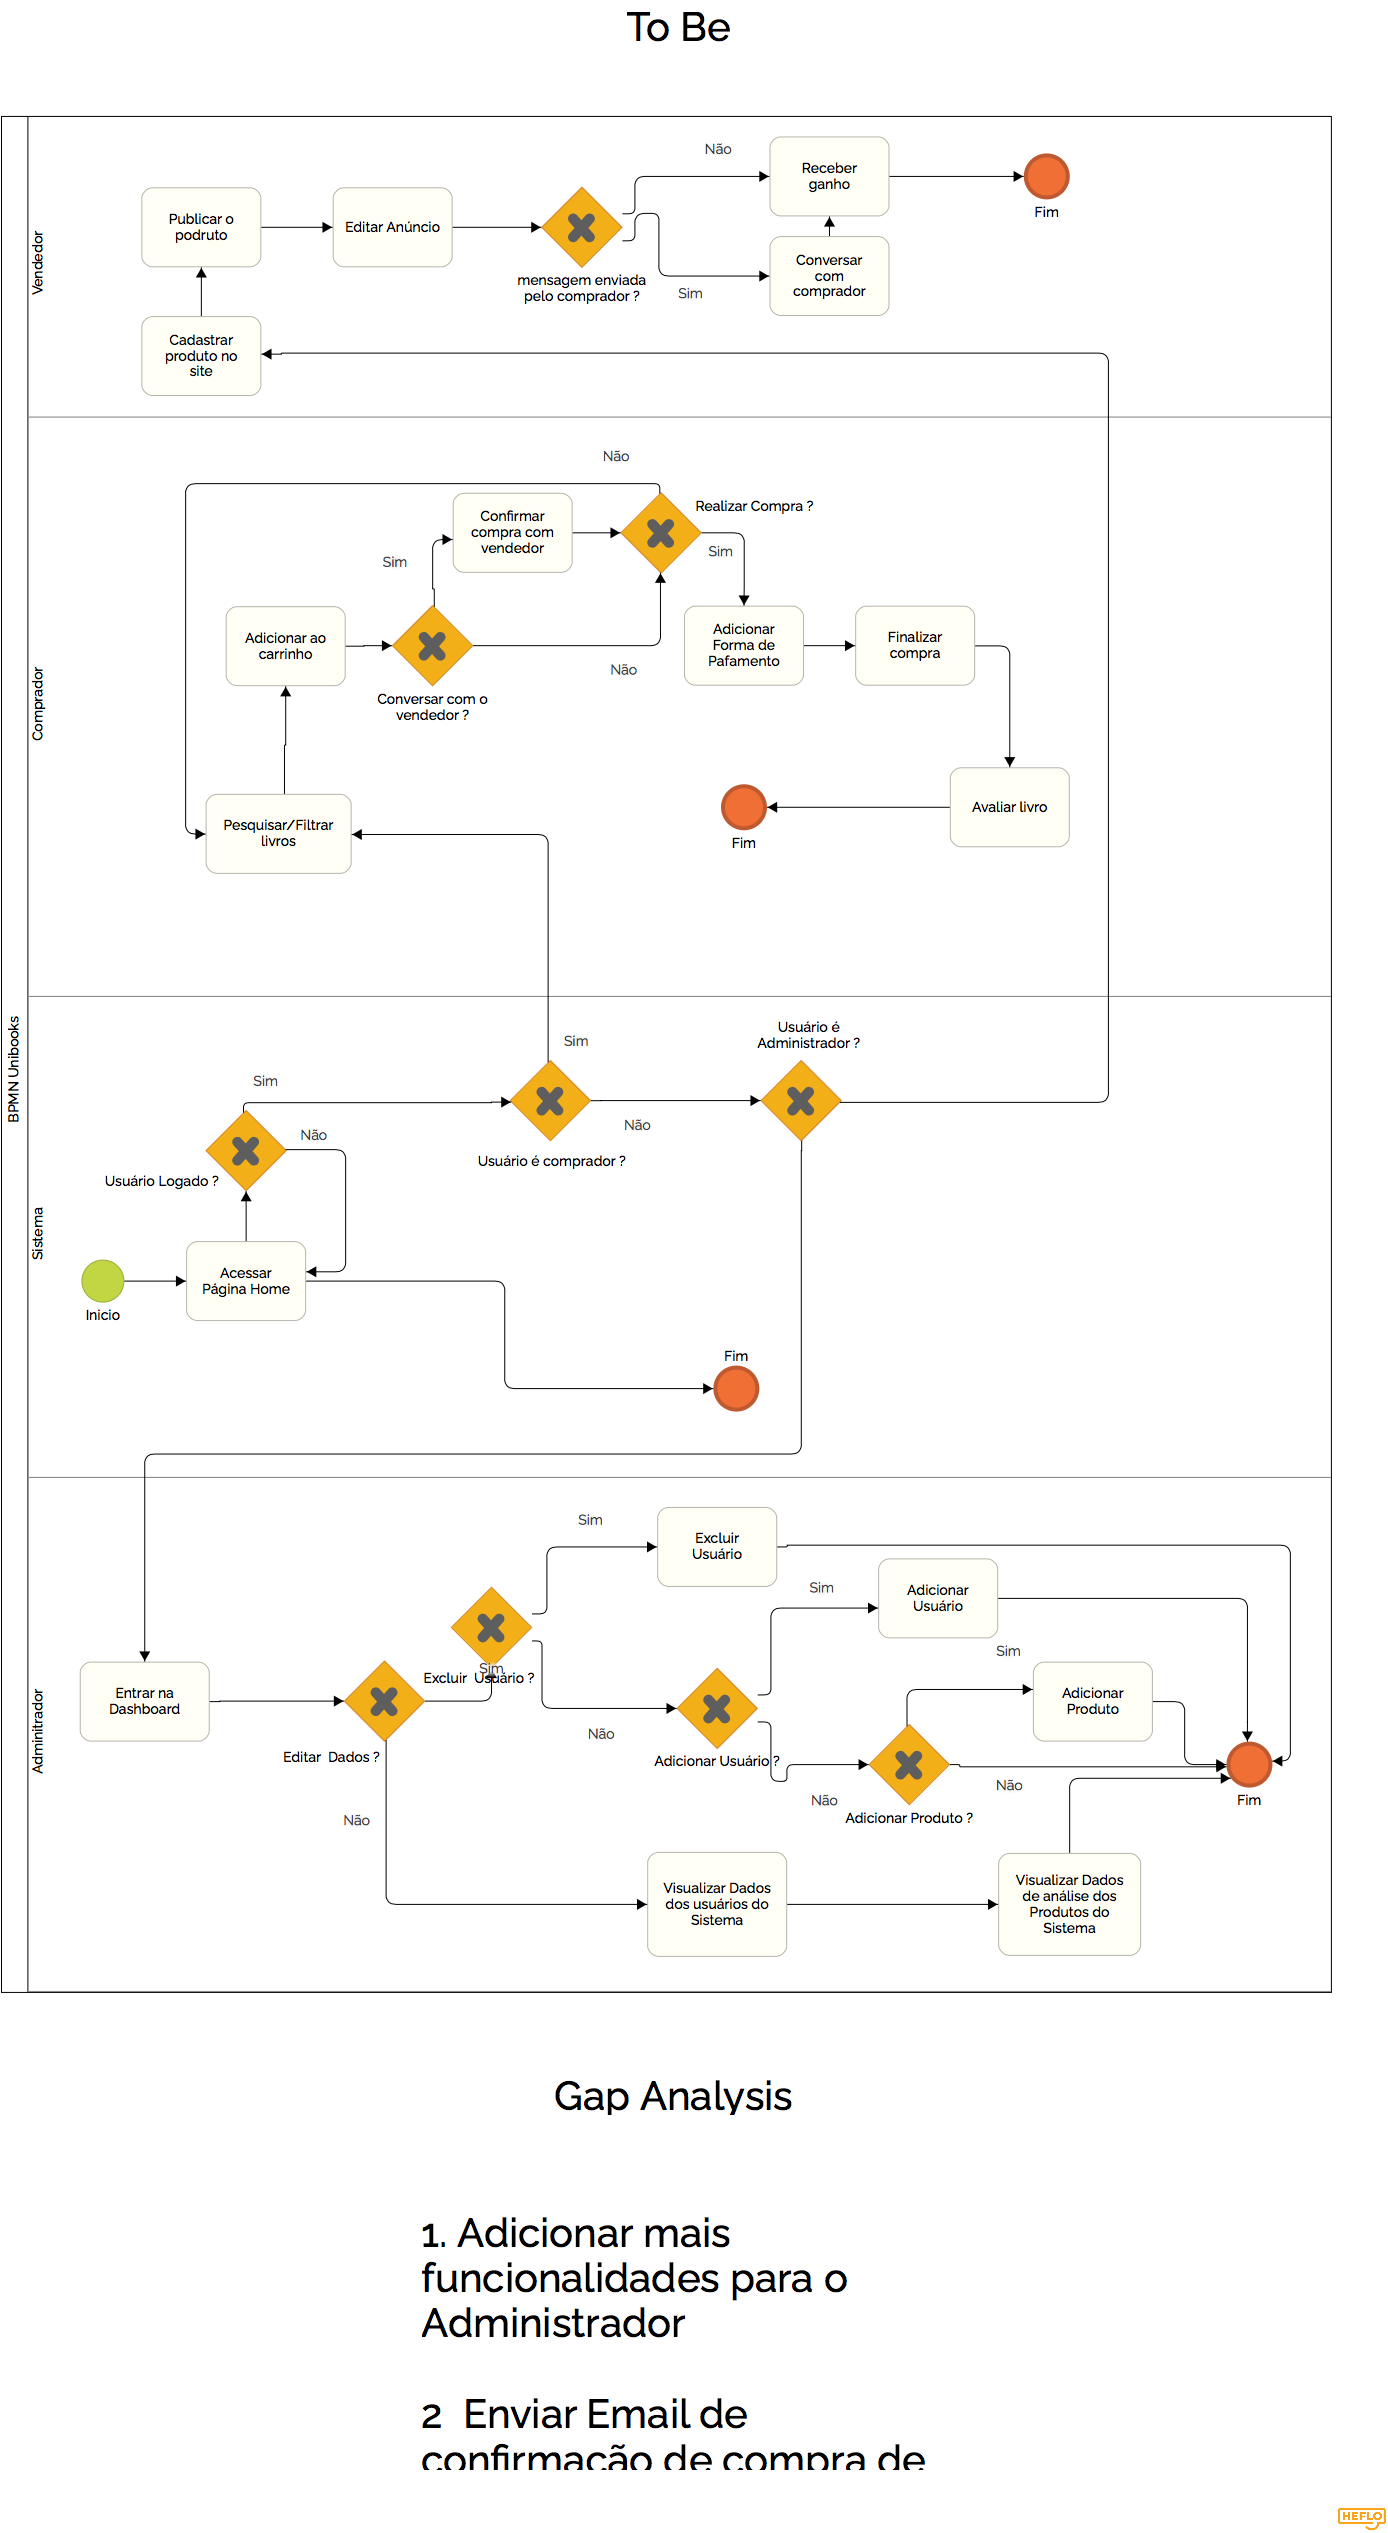 To Be
BPMN Unibooks
Vendedor
Publicar o
podruto
Editar Anúncio
mensagem enviada
pelo comprador ?
Não
Sim
Receber
ganho
Conversar
com
comprador
Fim
Cadastrar
produto no
site
Comprador
Não
Confirmar
compra com
vendedor
Realizar Compra ?
Sim
Sim
Adicionar ao
carrinho
Conversar com o
vendedor ?
Não
Adicionar
Forma de
Pafamento
Finalizar
compra
Pesquisar/Filtrar
livros
Fim
Avaliar livro
Sistema
Usuário é
Administrador ?
Sim
Sim
Não
Não
Usuário Logado ?
Usuário é comprador ?
Inicio
Acessar
Página Home
Fim
Adminitrador
Sim
Excluir
Usuário
Sim
Adicionar
Usuário
Sim
Excluir Usuário ?
Sim
Entrar na
Dashboard
Editar Dados ?
Não
Adicionar Usuário ?
Adicionar
Produto
Não
Adicionar Produto ?
Não
Fim
Não
Visualizar Dados
dos usuários do
Sistema
Visualizar Dados
de análise dos
Produtos do
Sistema
Gap Analysis
1. Adicionar mais
funcionalidades para o
Administrador
2 Enviar Email de
confirmação de compra de
HEFLO